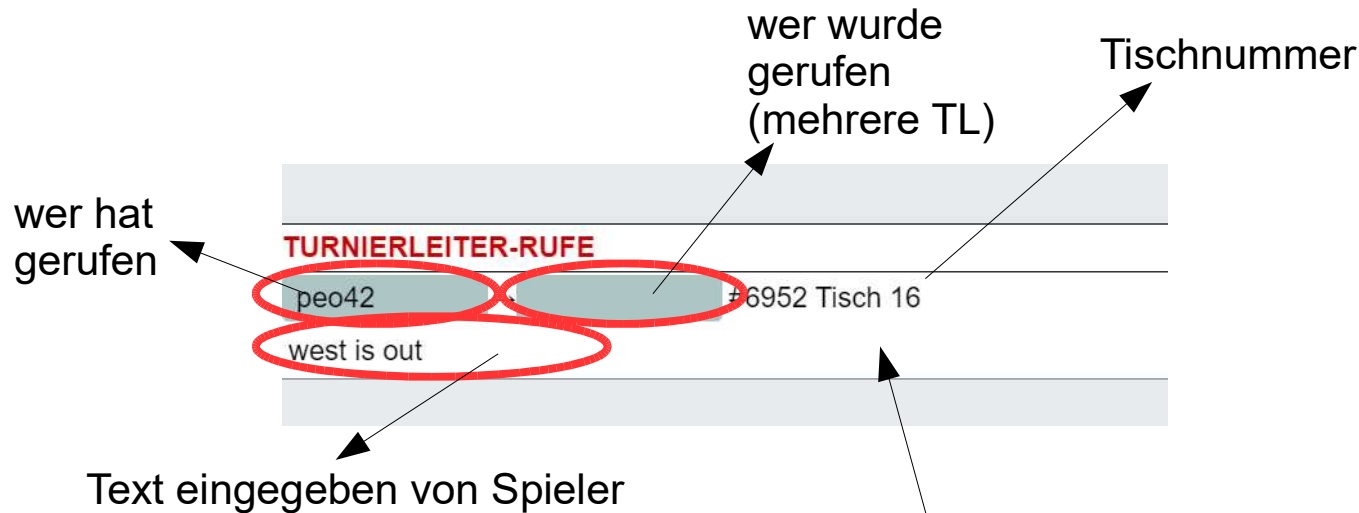 wer wurde
gerufen
(mehrere TL)
Tischnummer
wer hat
gerufen
TURNIERLEITER-RUFE
peo42 #6952 Tisch 16
west is out
Text eingegeben von Spieler